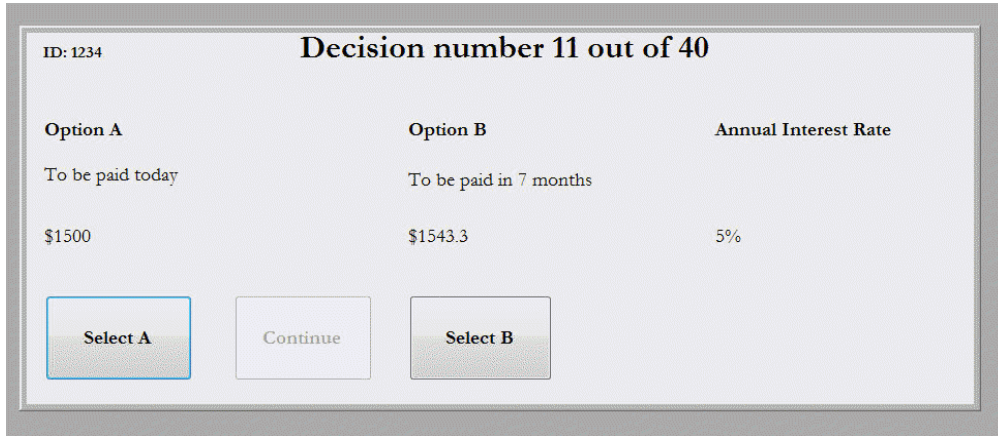 ID: 1234
Decision number 11 out of 40
Option A
Option B
Annual Interest Rate
To be paid today
To be paid in 7 months
$1500
$1543.3
5%
Select A
Continue
Select B